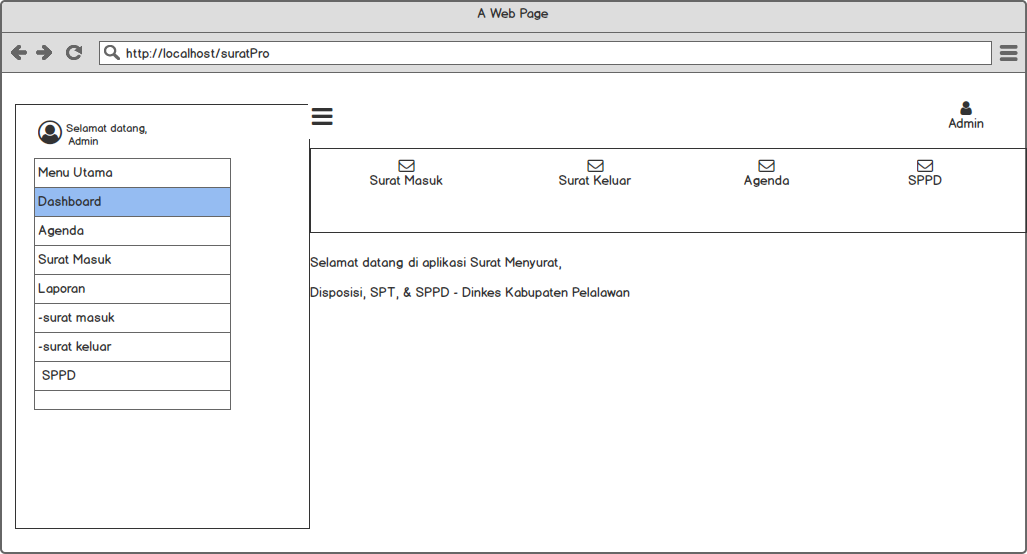 A Web Page
http://localhost/suratPro
Selamat datang,
Admin
Menu Utama
Dashboard
Agenda
Surat Masuk
Laporan
-surat masuk
-surat keluar
SPPD
Admin
Surat Masuk
Surat Keluar
Agenda
SPPD
Selamat datang di aplikasi Surat Menyurat,
Disposisi, SPT, & SPPD - Dinkes Kabupaten Pelalawan